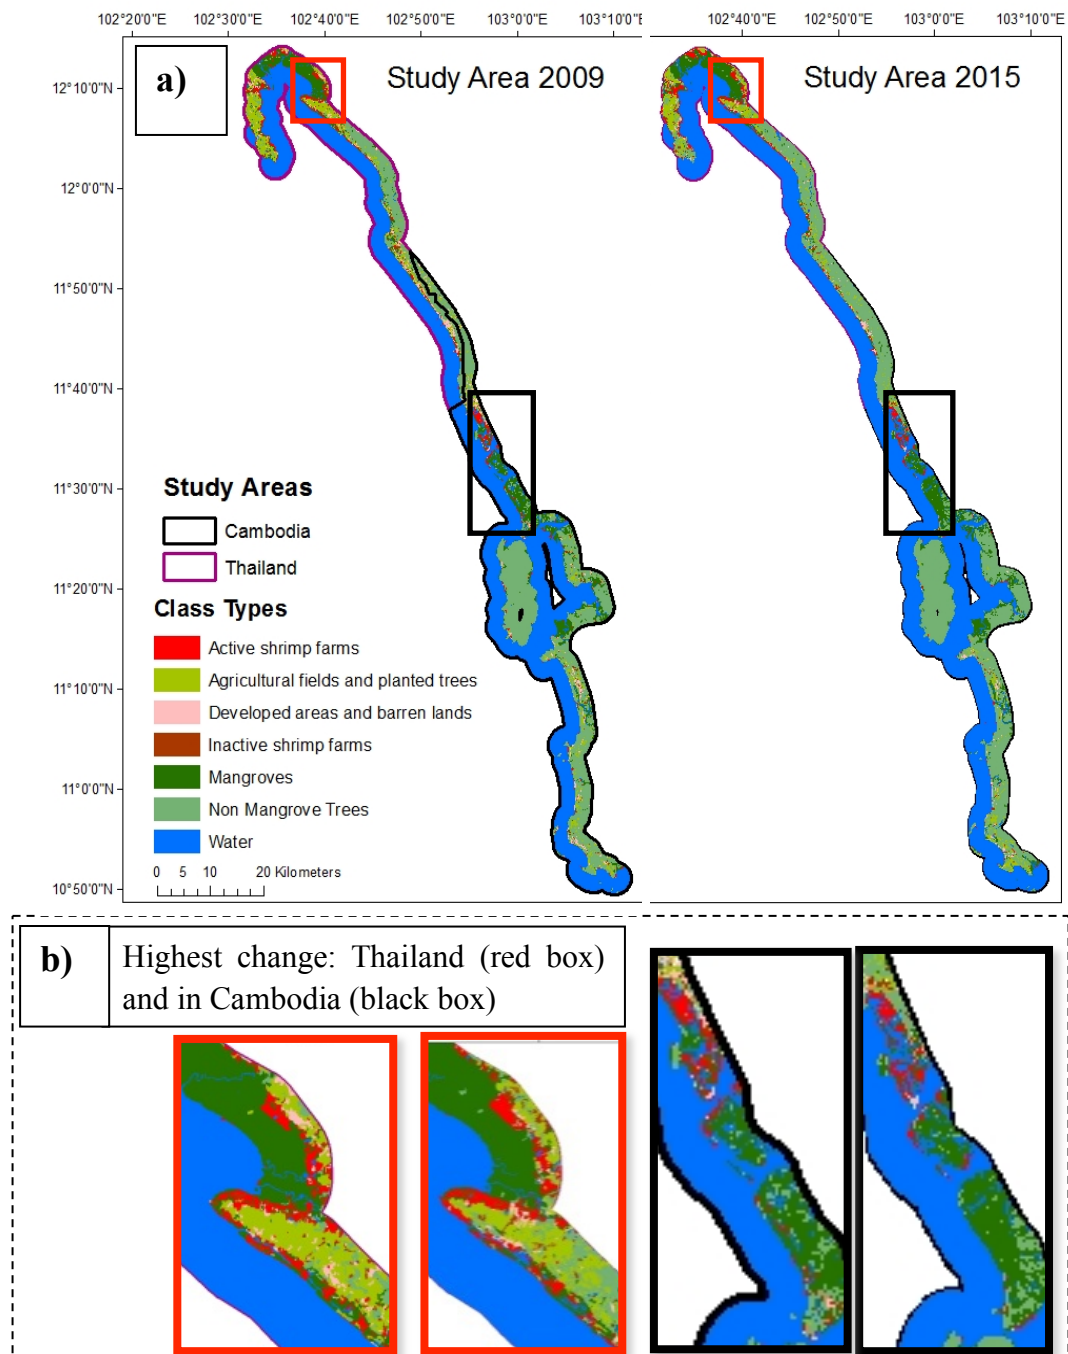 102°20'0"E 102°30'0"E 102°40'0"E 102°50'0"E 103°0'0"E 103°10'0"E
102°40'0"E 102°50'0"E 103°0'0"E 103°10'0"E
a)
Study Area 2009
Study Area 2015
12°10'0"N
12°0'0"N
11°50'0"N
11°40'0"N
11°30'0"N
11°20'0"N
11°10'0"N
11°0'0"N
10°50'0"N
Study Areas
Cambodia
Thailand
Class Types
Active shrimp farms
Agricultural fields and planted trees
Developed areas and barren lands
Inactive shrimp farms
Mangroves
Non Mangrove Trees
Water
0 5 10 20 Kilometers
b)
Highest change: Thailand (red box)
and in Cambodia (black box)